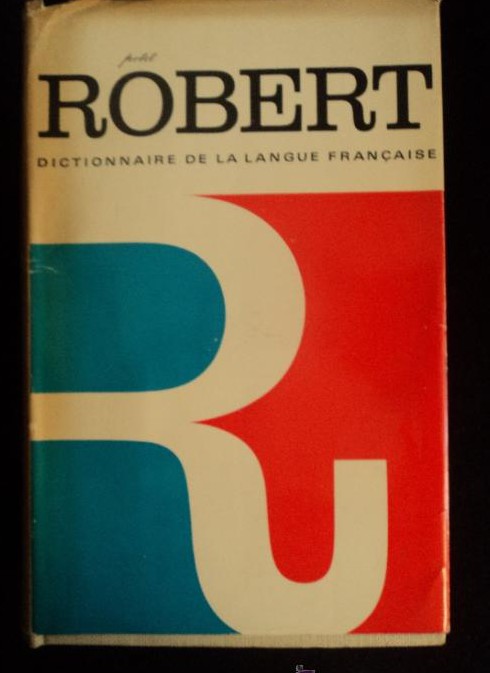 petit
ROBERT
DICTIONNAIRE DE LA LANGUE FRANÇAISE
R